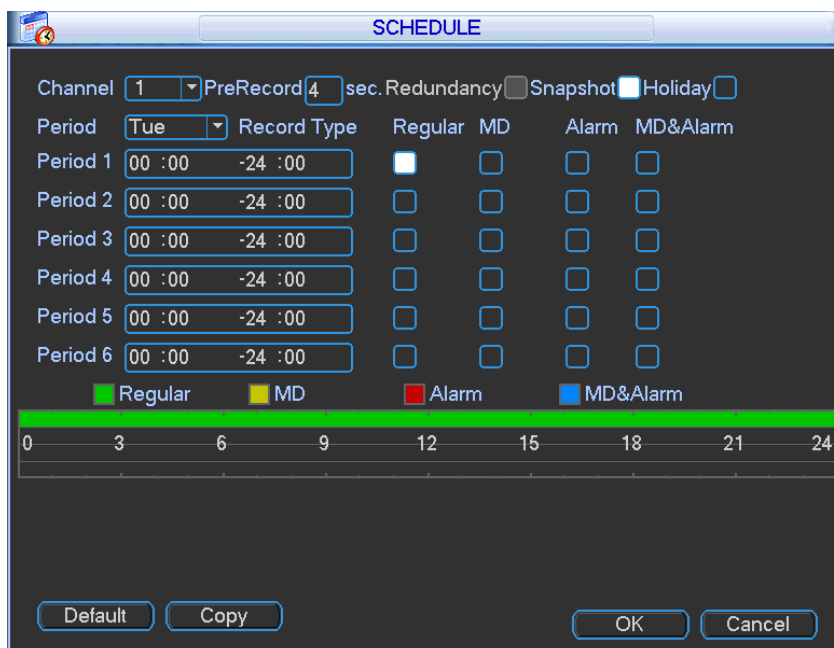 SCHEDULE
Channel 1 PreRecord 4 sec. Redundancy Snapshot Holiday
Period Tue Record Type Regular MD Alarm MD&Alarm
Period 1 00 :00 -24 :00
Period 2 00 :00 -24 :00
Period 3 00 :00 -24 :00
Period 4 00 :00 -24 :00
Period 5 00 :00 -24 :00
Period 6 00 :00 -24 :00
Regular MD Alarm MD&Alarm
0 3 6 9 12 15 18 21 24
Default Copy OK Cancel